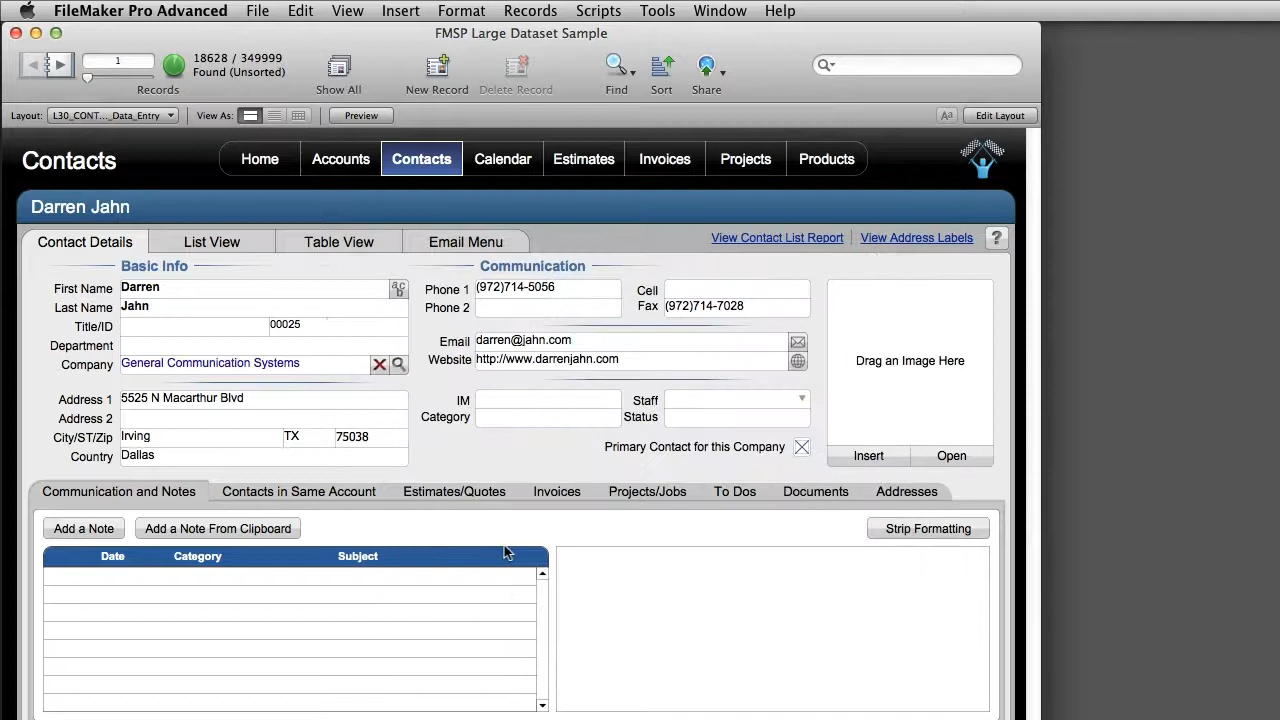 FileMaker Pro Advanced File Edit View Insert Format Records Scripts Tools Window Help
FMSP Large Dataset Sample
1
18628 / 349999
Found (Unsorted)
Records
Show All
New Record
Delete Record
Find
Sort
Share
Layout: L30_CONT..._Data_Entry
View As:
Preview
Aa
Edit Layout
Contacts
Home Accounts Contacts Calendar Estimates Invoices Projects Products
Darren Jahn
Contact Details List View Table View Email Menu
View Contact List Report View Address Labels ?
Basic Info
First Name Darren
Last Name Jahn
Title/ID 00025
Department
Company General Communication Systems
Address 1 5525 N Macarthur Blvd
Address 2
City/ST/Zip Irving TX 75038
Country Dallas
Communication
Phone 1 (972)714-5056 Cell
Phone 2 Fax (972)714-7028
Email darren@jahn.com
Website http://www.darrenjahn.com
IM Staff
Category Status
Primary Contact for this Company
Drag an Image Here
Insert Open
Communication and Notes Contacts in Same Account Estimates/Quotes Invoices Projects/Jobs To Dos Documents Addresses
Add a Note Add a Note From Clipboard Strip Formatting
Date Category Subject